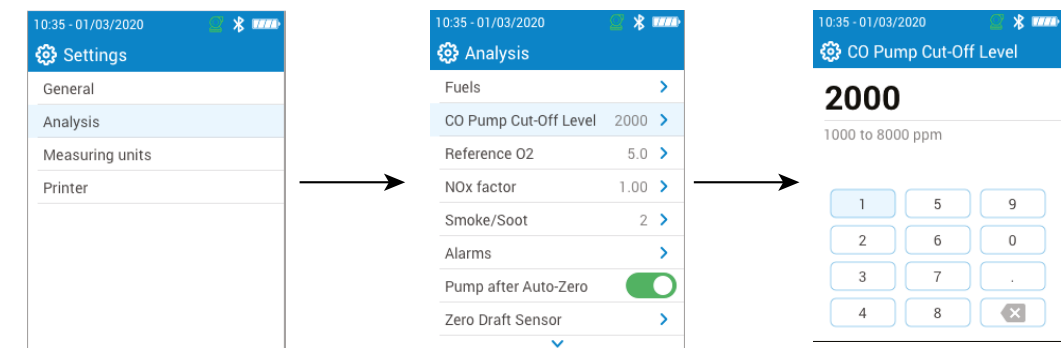 10:35 - 01/03/2020
Settings
General
Analysis
Measuring units
Printer
10:35 - 01/03/2020
Analysis
Fuels
CO Pump Cut-Off Level 2000
Reference O2 5.0
NOx factor 1.00
Smoke/Soot 2
Alarms
Pump after Auto-Zero
Zero Draft Sensor
10:35 - 01/03/2020
CO Pump Cut-Off Level
2000
1000 to 8000 ppm
1 5 9
2 6 0
3 7 .
4 8